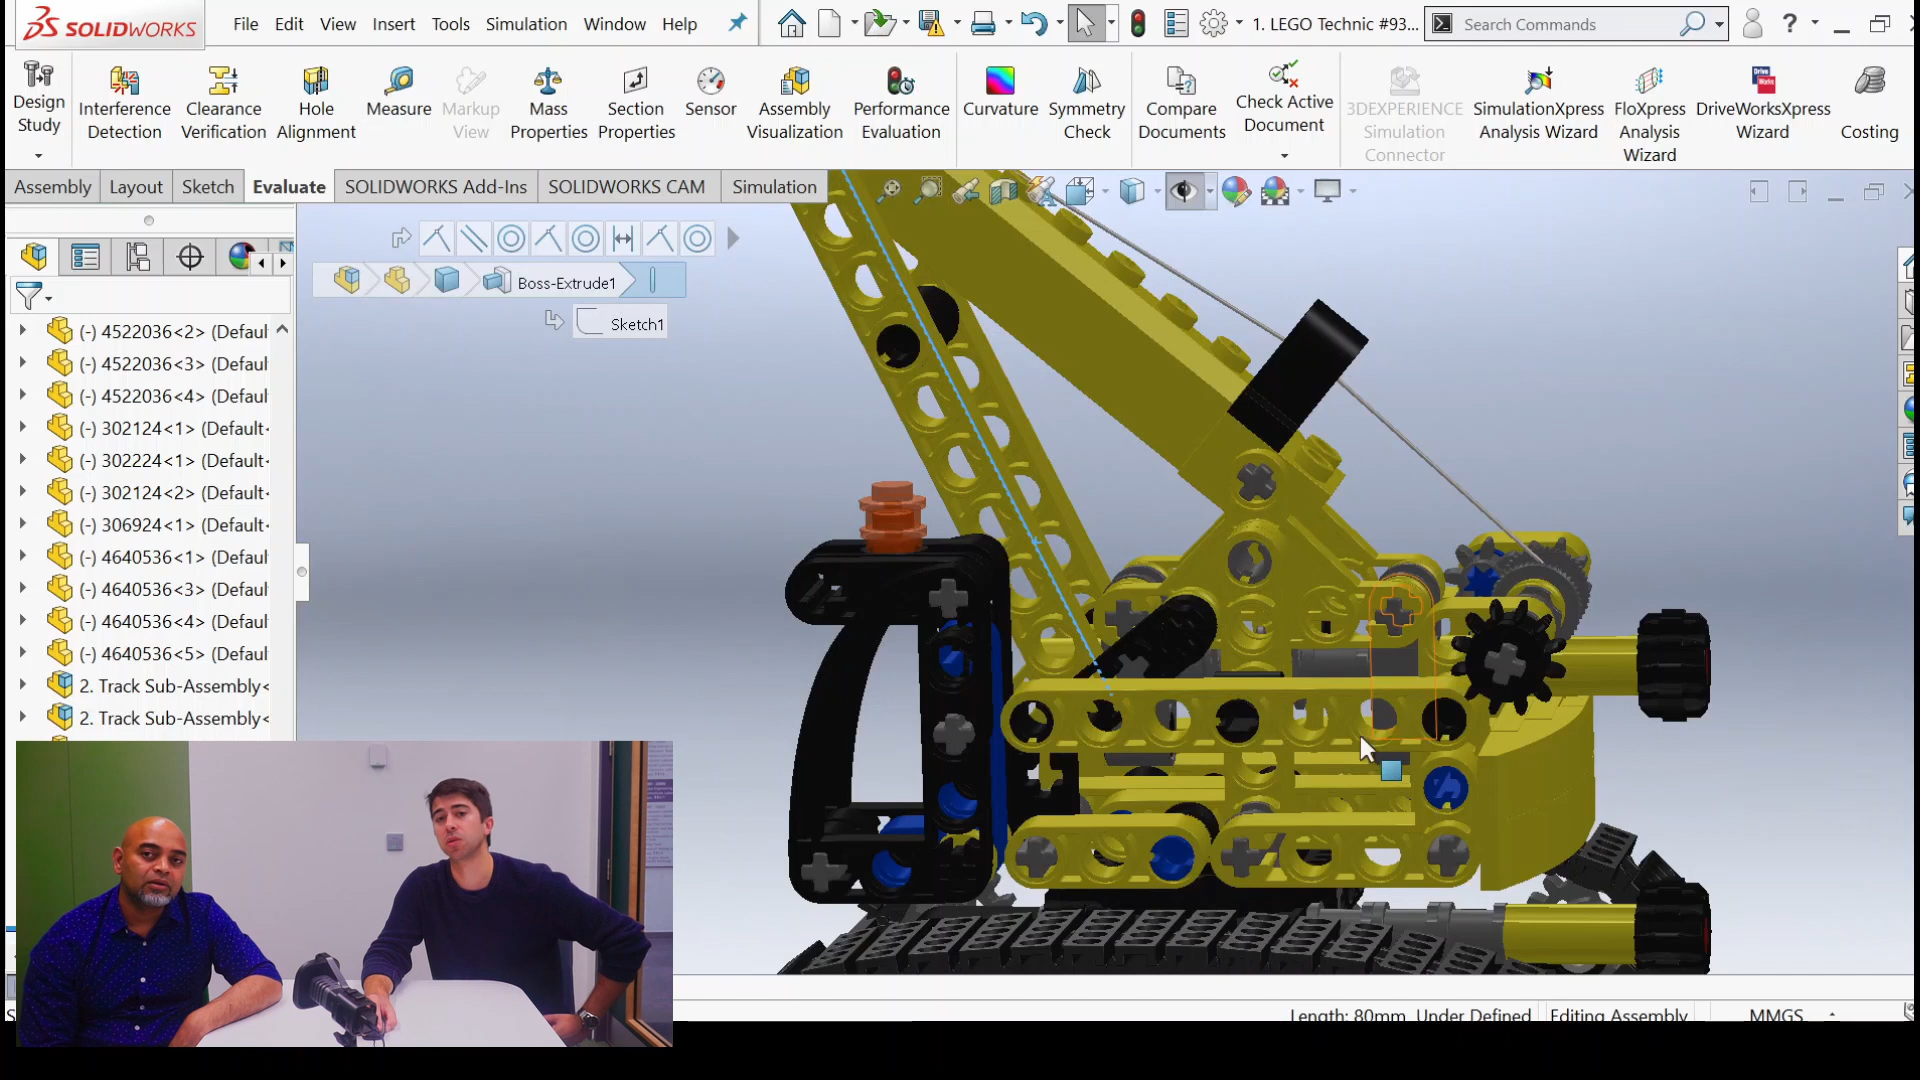 SOLIDWORKS File Edit View Insert Tools Simulation Window Help 1. LEGO Technic #93... Search Commands ?
Design Study
Interference Detection
Clearance Verification
Hole Alignment
Measure
Markup View
Mass Properties
Section Properties
Sensor
Assembly Visualization
Performance Evaluation
Curvature
Symmetry Check
Compare Documents
Check Active Document
3DEXPERIENCE Simulation Connector
SimulationXpress Analysis Wizard
FloXpress Analysis Wizard
DriveWorksXpress Wizard
Costing
Assembly Layout Sketch Evaluate SOLIDWORKS Add-Ins SOLIDWORKS CAM Simulation
Boss-Extrude1
Sketch1
(-) 4522036<2> (Defaul
(-) 4522036<3> (Defaul
(-) 4522036<4> (Defaul
(-) 302124<1> (Default<
(-) 302224<1> (Default<
(-) 302124<2> (Default<
(-) 306924<1> (Default<
(-) 4640536<1> (Defaul
(-) 4640536<3> (Defaul
(-) 4640536<4> (Defaul
(-) 4640536<5> (Defaul
2. Track Sub-Assembly<
2. Track Sub-Assembly<
Length: 80mm Under Defined Editing Assembly MMGS